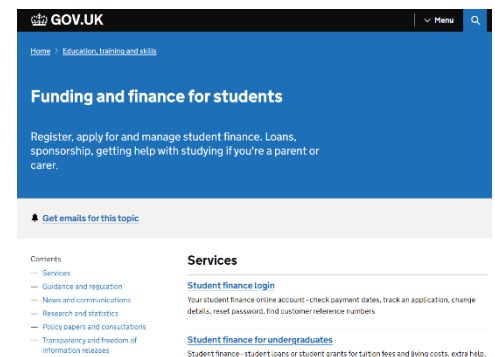 GOV.UK
Menu
Home > Education, training and skills
Funding and finance for students
Register, apply for and manage student finance. Loans,
sponsorship, getting help with studying if you're a parent or
carer.
Get emails for this topic
Contents
— Services
— Guidance and regulation
— News and communications
— Research and statistics
— Policy papers and consultations
— Transparency and freedom of
information releases
Services
Student finance login
Your student finance online account - check payment dates, track an application, change
details, reset password, find customer reference numbers
Student finance for undergraduates
Student finance - student loans or student grants for tuition fees and living costs, extra help,